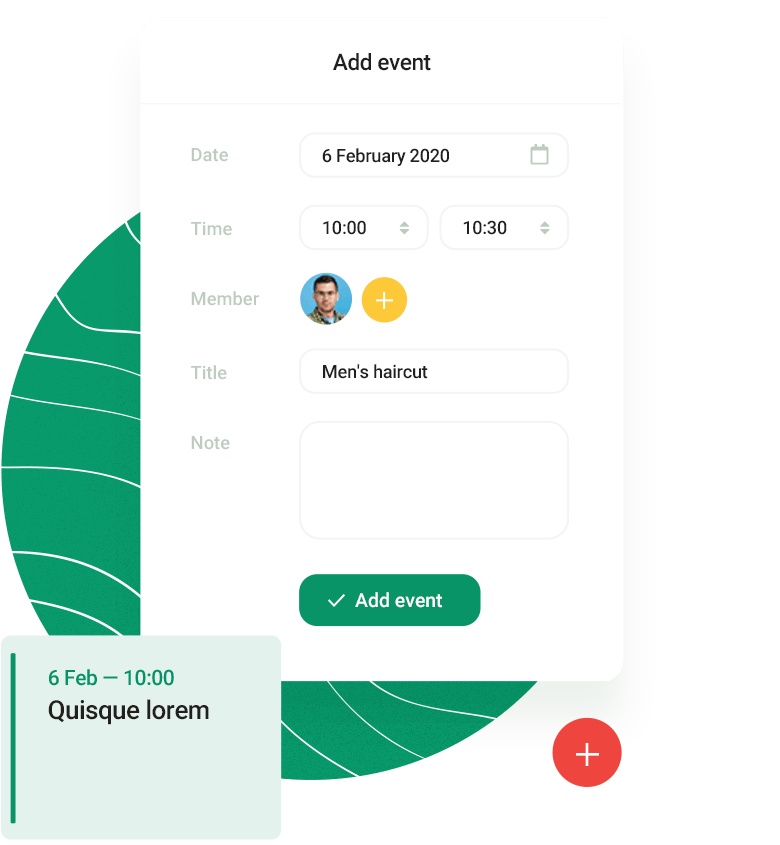 Add event
Date
6 February 2020
Time
10:00
10:30
Member
Title
Men's haircut
Note
Add event
6 Feb — 10:00
Quisque lorem